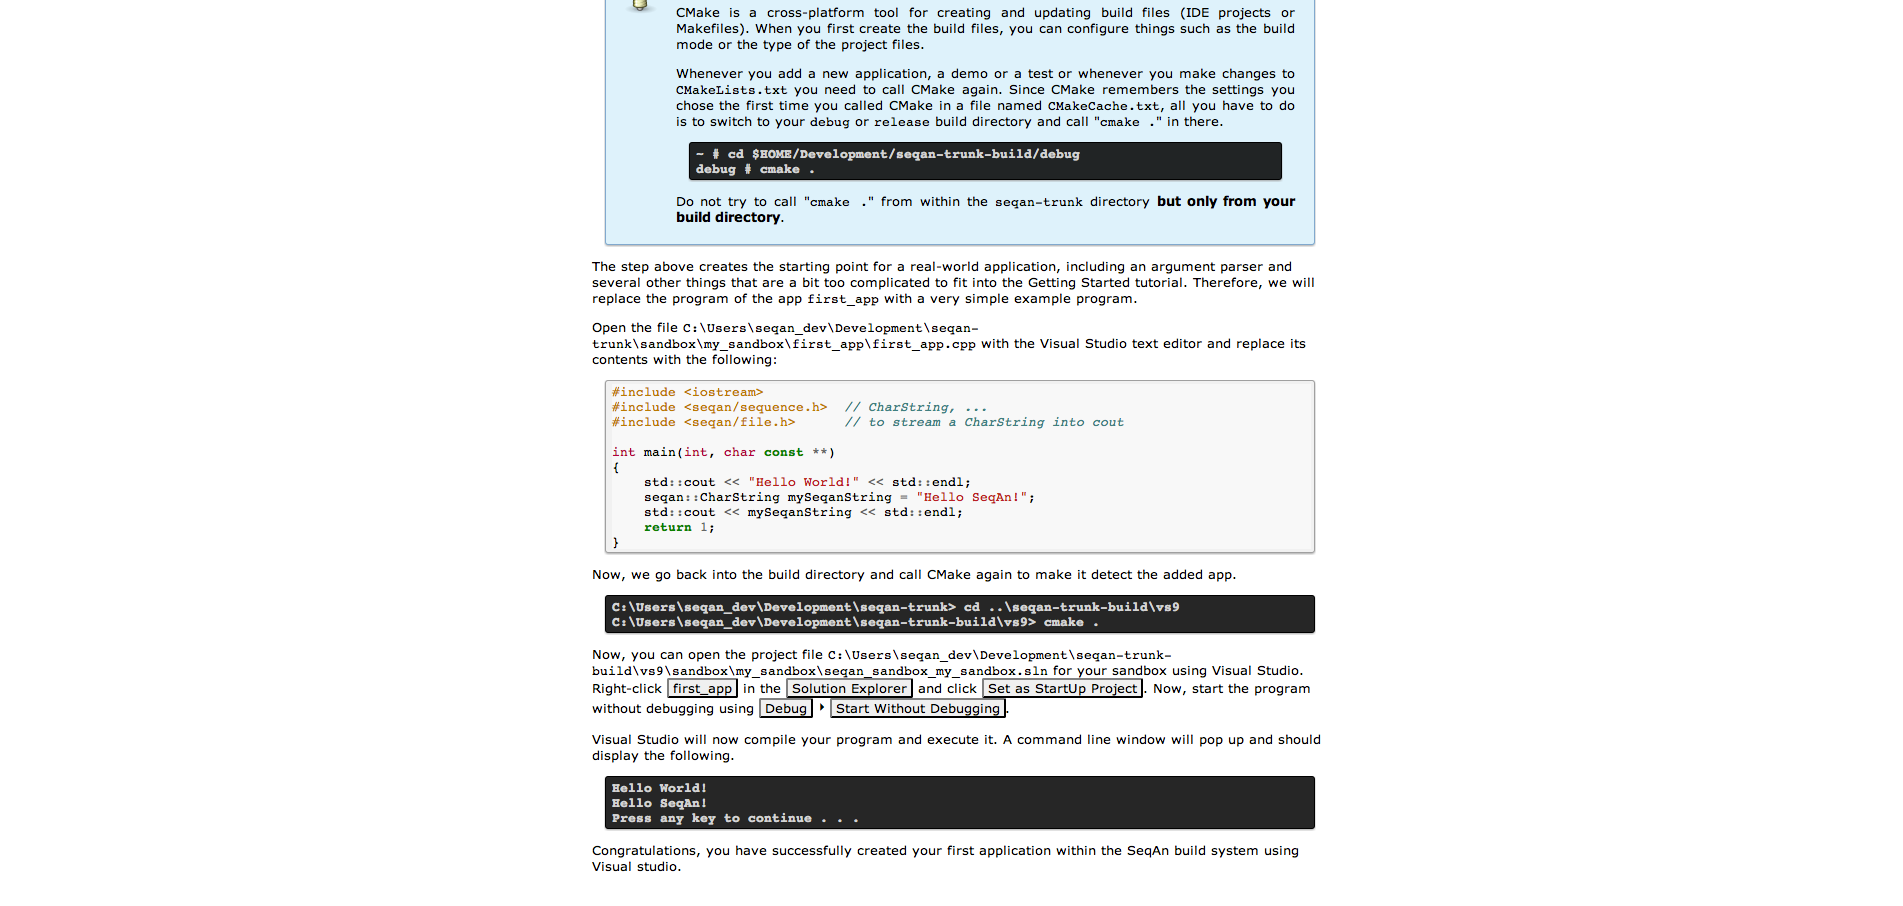 CMake is a cross-platform tool for creating and updating build files (IDE projects or
Makefiles). When you first create the build files, you can configure things such as the build
mode or the type of the project files.
Whenever you add a new application, a demo or a test or whenever you make changes to
CMakeLists.txt you need to call CMake again. Since CMake remembers the settings you
chose the first time you called CMake in a file named CMakeCache.txt, all you have to do
is to switch to your debug or release build directory and call "cmake ." in there.
~ # cd $HOME/Development/seqan-trunk-build/debug
debug # cmake .
Do not try to call "cmake ." from within the seqan-trunk directory but only from your
build directory.
The step above creates the starting point for a real-world application, including an argument parser and
several other things that are a bit too complicated to fit into the Getting Started tutorial. Therefore, we will
replace the program of the app first_app with a very simple example program.
Open the file C:\Users\seqan_dev\Development\seqan-
trunk\sandbox\my_sandbox\first_app\first_app.cpp with the Visual Studio text editor and replace its
contents with the following:
#include <iostream>
#include <seqan/sequence.h>  // CharString, ...
#include <seqan/file.h>      // to stream a CharString into cout
int main(int, char const **)
{
    std::cout << "Hello World!" << std::endl;
    seqan::CharString mySeqanString = "Hello SeqAn!";
    std::cout << mySeqanString << std::endl;
    return 1;
}
Now, we go back into the build directory and call CMake again to make it detect the added app.
C:\Users\seqan_dev\Development\seqan-trunk> cd ..\seqan-trunk-build\vs9
C:\Users\seqan_dev\Development\seqan-trunk-build\vs9> cmake .
Now, you can open the project file C:\Users\seqan_dev\Development\seqan-trunk-
build\vs9\sandbox\my_sandbox\seqan_sandbox_my_sandbox.sln for your sandbox using Visual Studio.
Right-click first_app in the Solution Explorer and click Set as StartUp Project. Now, start the program
without debugging using Debug ‣ Start Without Debugging.
Visual Studio will now compile your program and execute it. A command line window will pop up and should
display the following.
Hello World!
Hello SeqAn!
Press any key to continue . . .
Congratulations, you have successfully created your first application within the SeqAn build system using
Visual studio.